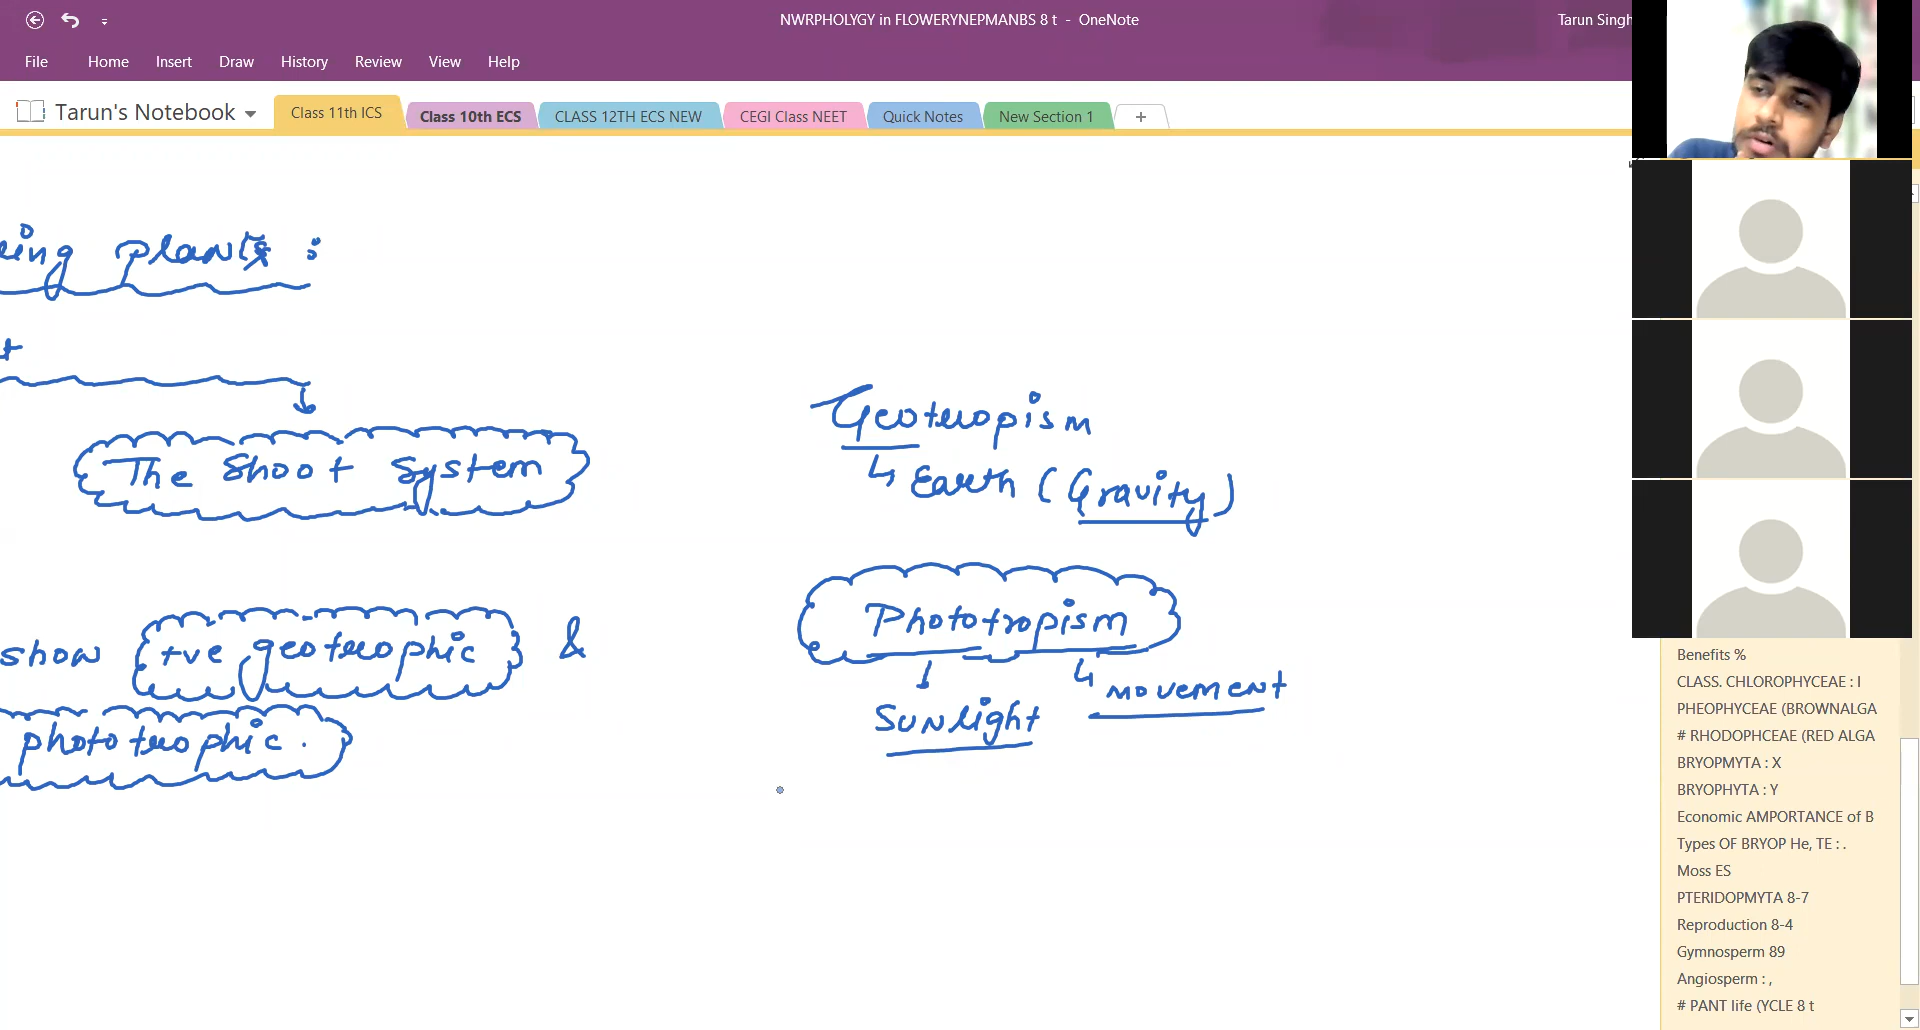 NWRPHOLYGY in FLOWERYNEPMANBS 8 t - OneNote
Tarun Singh
File Home Insert Draw History Review View Help
Tarun's Notebook
Class 11th ICS
Class 10th ECS
CLASS 12TH ECS NEW
CEGI Class NEET
Quick Notes
New Section 1
+
ing plants :
t
The Shoot System
show +ve geotrophic &
phototrophic.
Geotropism
Earth (Gravity)
Phototropism
Sunlight
movement
Benefits %
CLASS. CHLOROPHYCEAE : I
PHEOPHYCEAE (BROWNALGA
# RHODOPHCEAE (RED ALGA
BRYOPMYTA : X
BRYOPHYTA : Y
Economic AMPORTANCE of B
Types OF BRYOP He, TE : .
Moss ES
PTERIDOPMYTA 8-7
Reproduction 8-4
Gymnosperm 89
Angiosperm : ,
# PANT life (YCLE 8 t